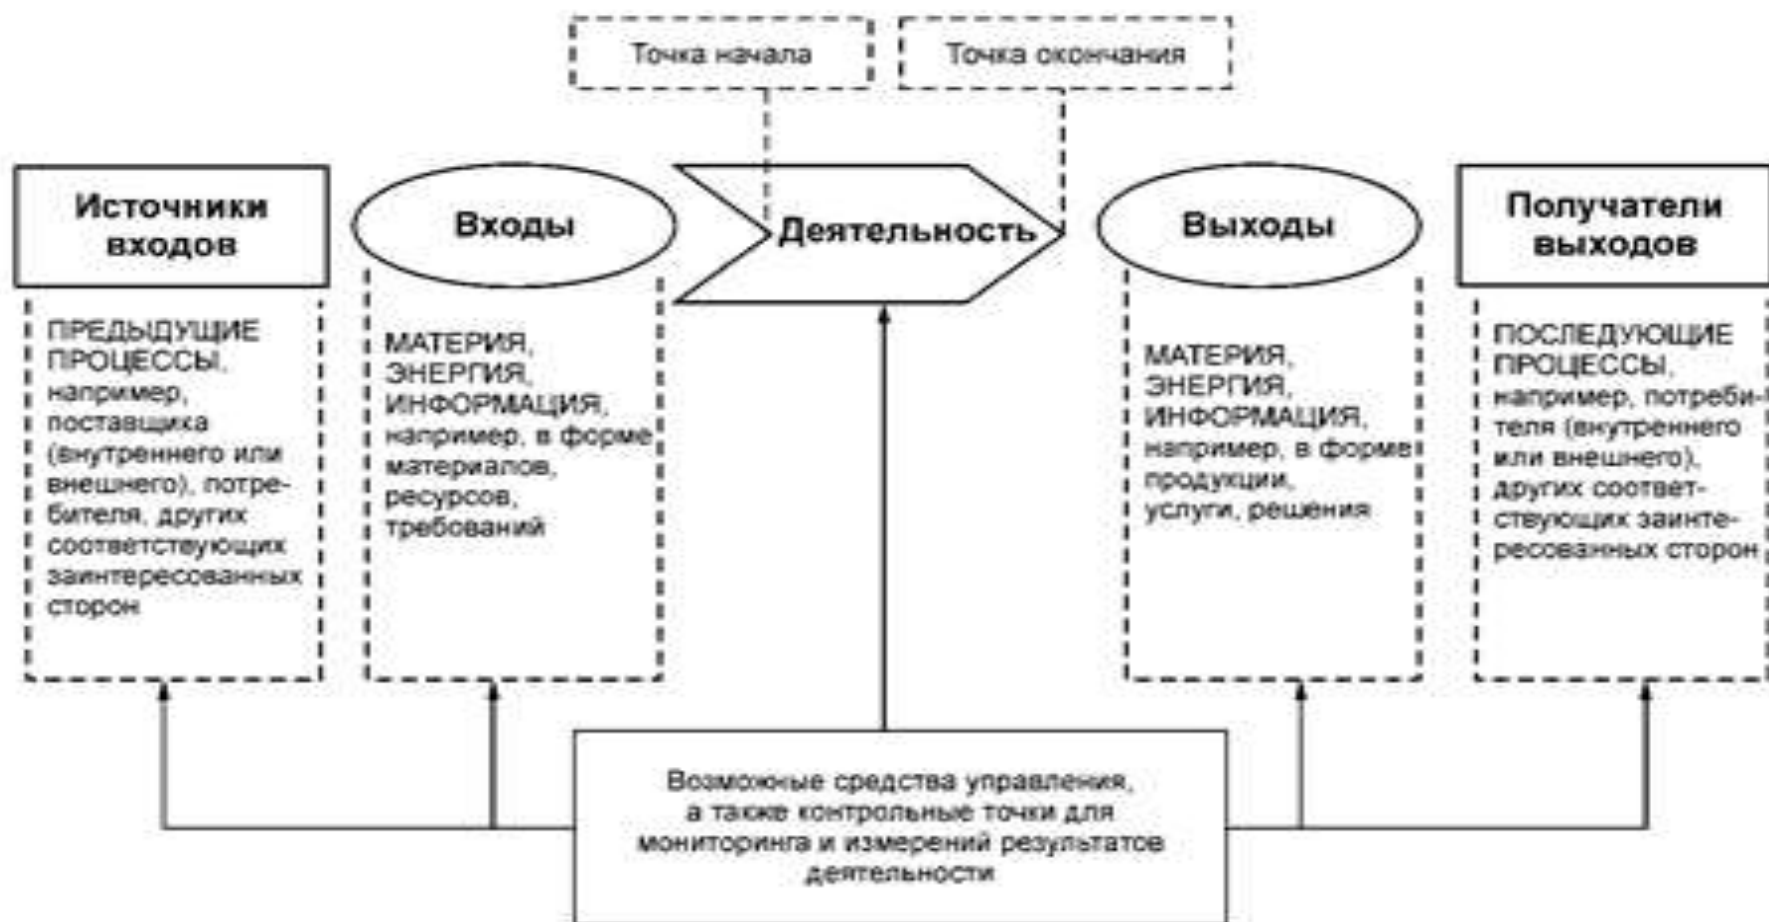 Точка начала
Точка окончания
Источники
входов
Входы
Деятельность
Выходы
Получатели
выходов
ПРЕДЫДУЩИЕ
ПРОЦЕССЫ,
например,
поставщика
(внутреннего или
внешнего), потре-
бителя, других
соответствующих
заинтересованных
сторон
МАТЕРИЯ,
ЭНЕРГИЯ,
ИНФОРМАЦИЯ,
например, в форме
материалов,
ресурсов,
требований
МАТЕРИЯ,
ЭНЕРГИЯ,
ИНФОРМАЦИЯ,
например, в форме
продукции,
услуги, решения
ПОСЛЕДУЮЩИЕ
ПРОЦЕССЫ,
например, потреби-
теля (внутреннего
или внешнего),
других соответ-
ствующих заинте-
ресованных сторон
Возможные средства управления,
а также контрольные точки для
мониторинга и измерений результатов
деятельности